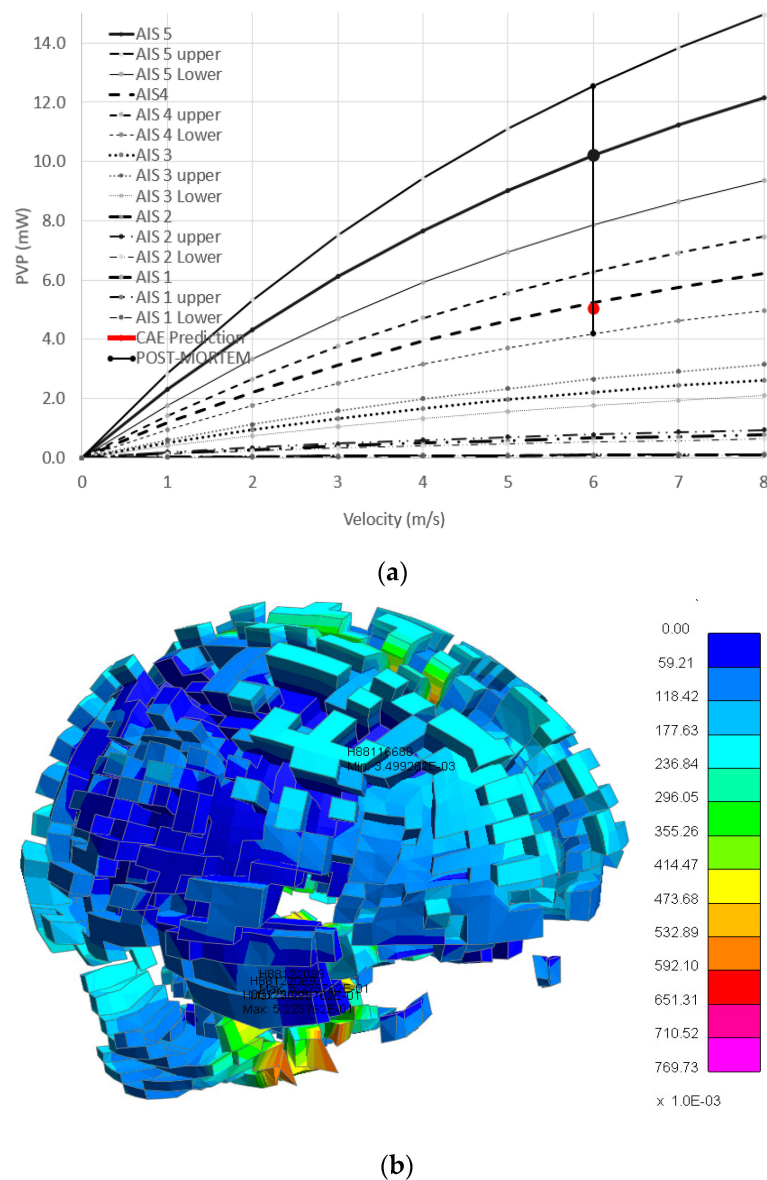 14.0
12.0
10.0
8.0
6.0
4.0
2.0
0.0
PVP (mW)
AIS 5
AIS 5 upper
AIS 5 Lower
AIS4
AIS 4 upper
AIS 4 Lower
AIS 3
AIS 3 upper
AIS 3 Lower
AIS 2
AIS 2 upper
AIS 2 Lower
AIS 1
AIS 1 upper
AIS 1 Lower
CAE Prediction
POST-MORTEM
0 1 2 3 4 5 6 7 8
Velocity (m/s)
(a)
0.00
59.21
118.42
177.63
236.84
296.05
355.26
414.47
473.68
532.89
592.10
651.31
710.52
769.73
x 1.0E-03
(b)